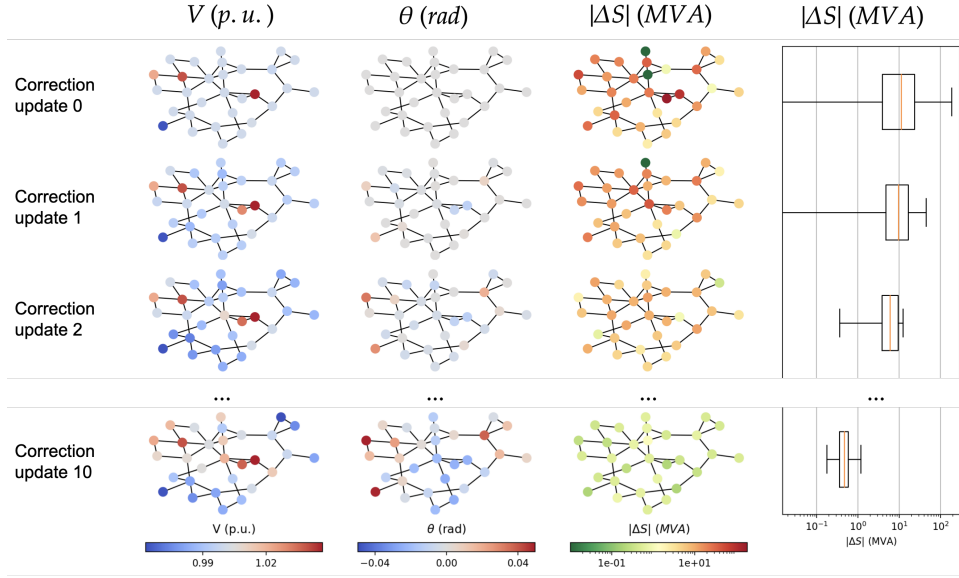 V (p. u.) θ (rad) |ΔS| (MVA) |ΔS| (MVA)
Correction
update 0
Correction
update 1
Correction
update 2
... ... ... ...
Correction
update 10
V (p.u.) θ (rad) |ΔS| (MVA)
0.99 1.02 −0.04 0.00 0.04 1e-01 1e+01
10⁻¹ 10⁰ 10¹ 10²
|ΔS| (MVA)